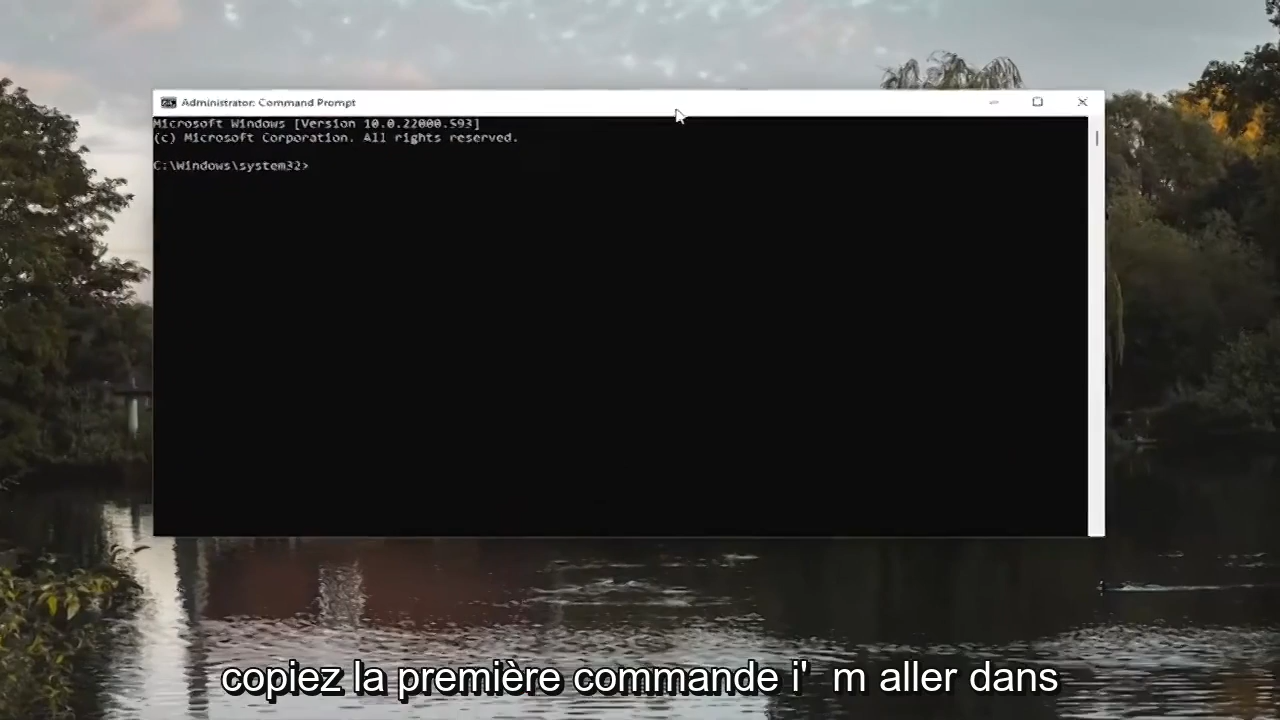 Administrator: Command Prompt
Microsoft Windows [Version 10.0.22000.593]
(c) Microsoft Corporation. All rights reserved.
C:\Windows\system32>
copiez la première commande i' m aller dans